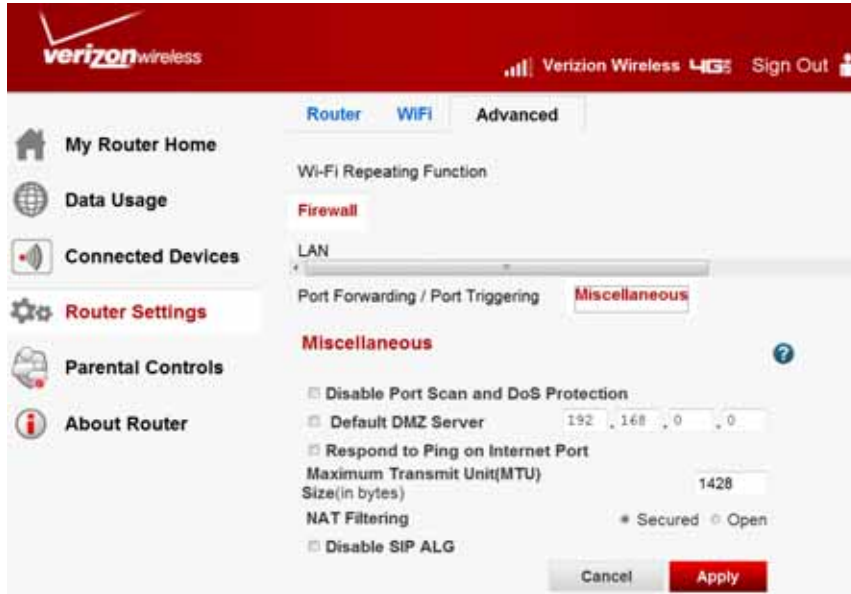 verizonwireless
Verizion Wireless 4G Sign Out
Router WiFi Advanced
My Router Home
Wi-Fi Repeating Function
Data Usage
Firewall
Connected Devices
LAN
Port Forwarding / Port Triggering Miscellaneous
Router Settings
Miscellaneous
?
Parental Controls
Disable Port Scan and DoS Protection
About Router
Default DMZ Server 192 . 168 . 0 . 0
Respond to Ping on Internet Port
Maximum Transmit Unit(MTU)
Size(in bytes) 1428
NAT Filtering Secured Open
Disable SIP ALG
Cancel Apply